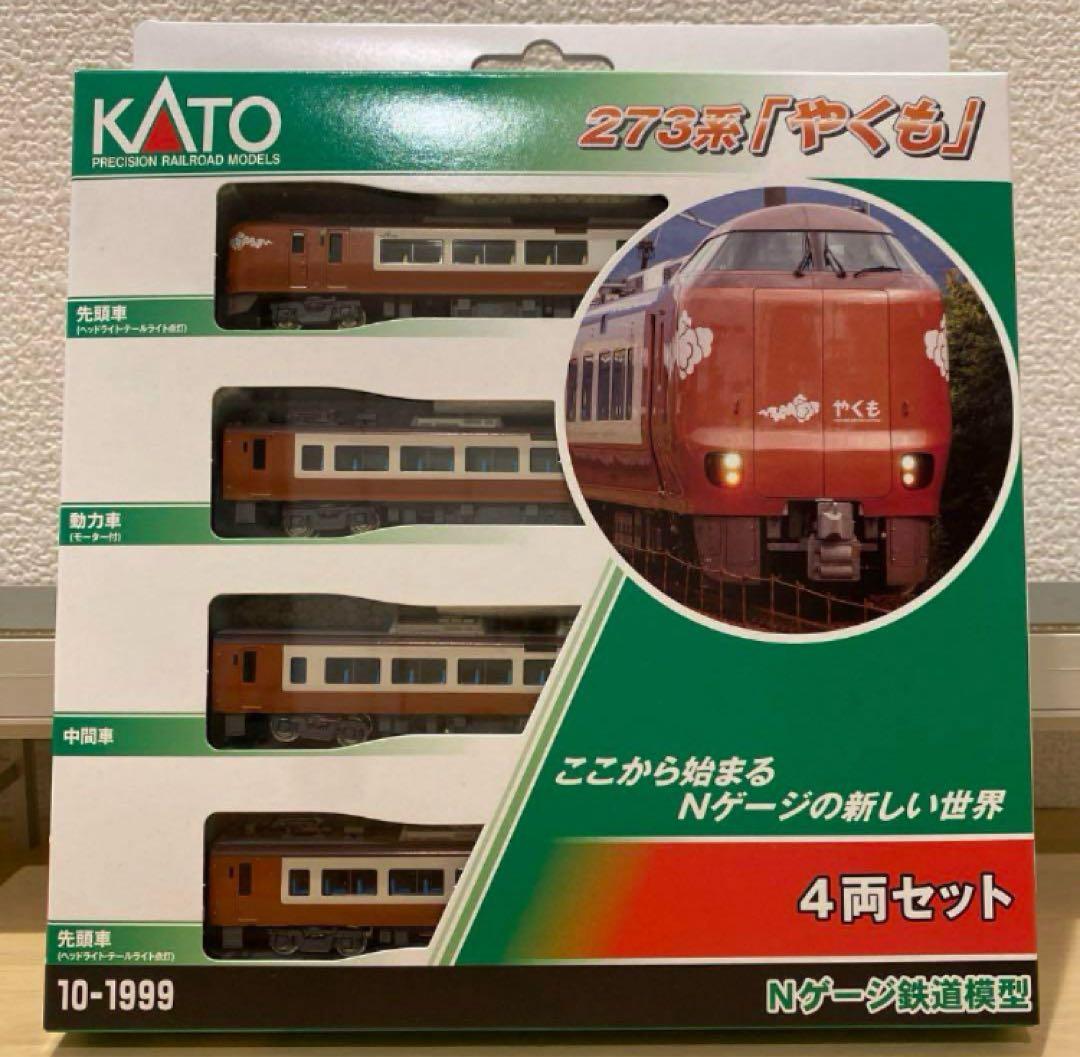 KATO
PRECISION RAILROAD MODELS
273系「やくも」
先頭車
(ヘッドライト・テールライト点灯)
やくも
動力車
(モーター付)
中間車
ここから始まる
Nゲージの新しい世界
4両セット
先頭車
(ヘッドライト・テールライト点灯)
10-1999
Nゲージ鉄道模型